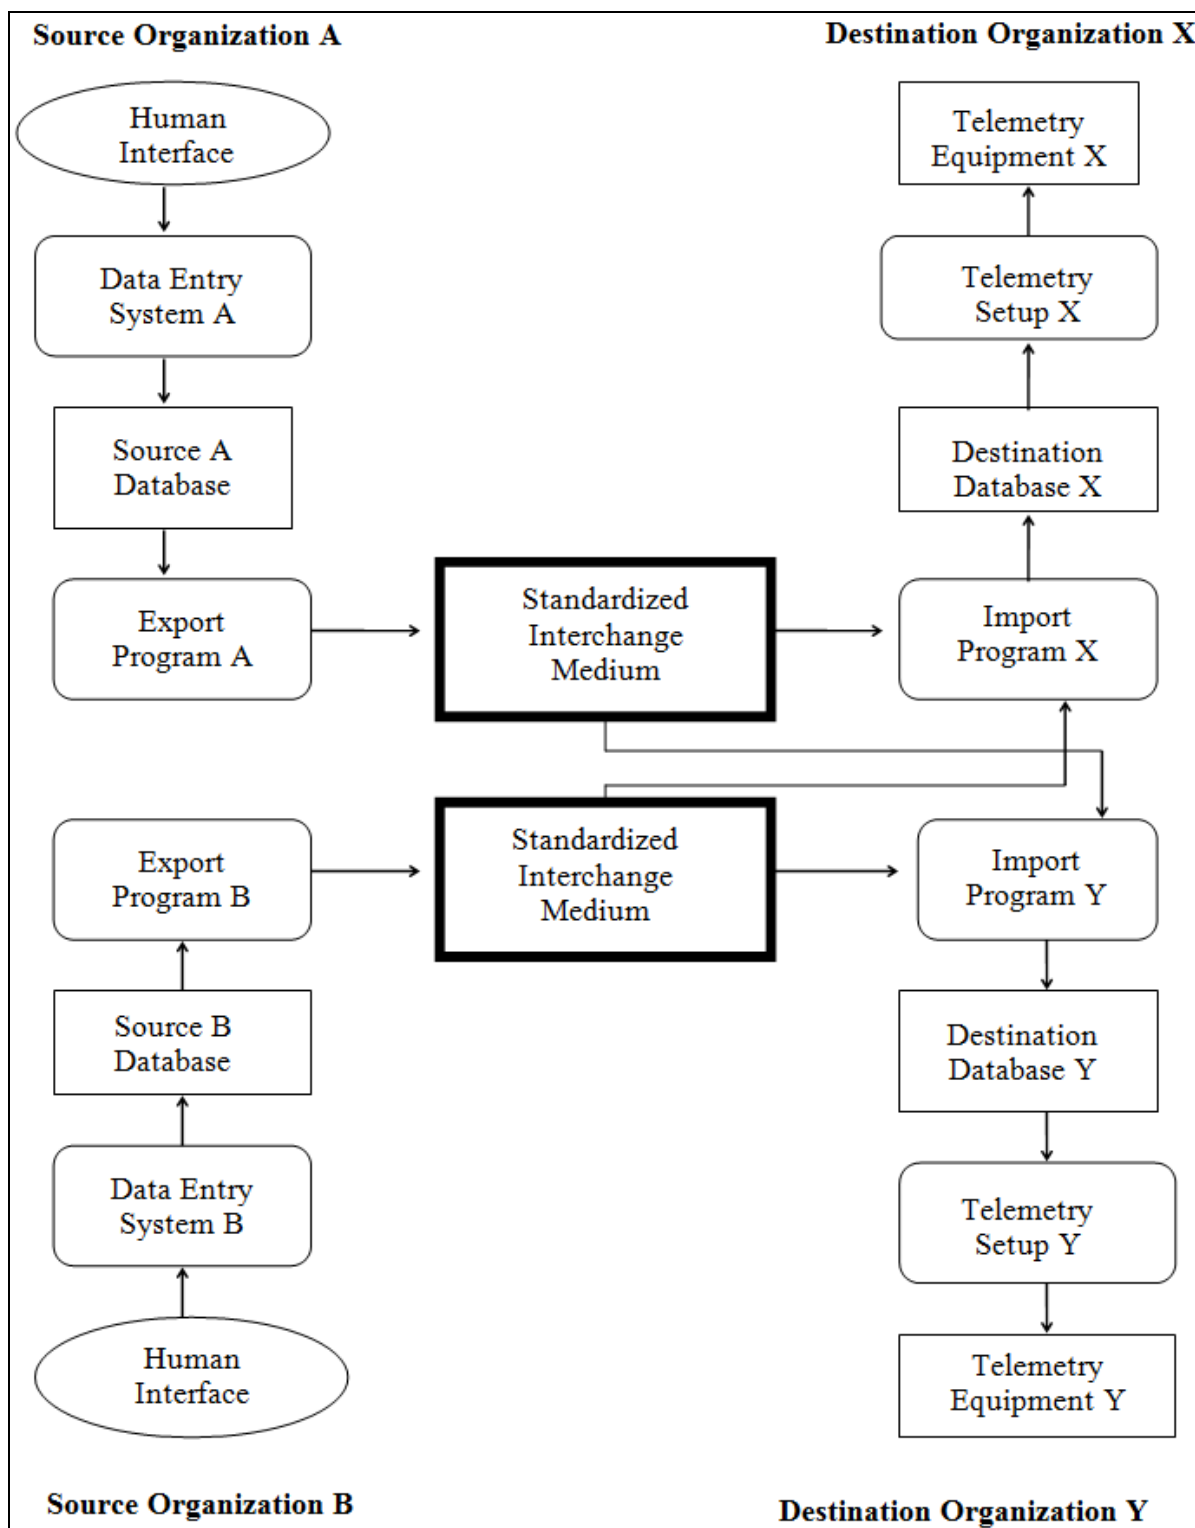 Source Organization A
Destination Organization X
Human
Interface
Telemetry
Equipment X
Data Entry
System A
Telemetry
Setup X
Source A
Database
Destination
Database X
Export
Program A
Standardized
Interchange
Medium
Import
Program X
Export
Program B
Standardized
Interchange
Medium
Import
Program Y
Source B
Database
Destination
Database Y
Data Entry
System B
Telemetry
Setup Y
Human
Interface
Telemetry
Equipment Y
Source Organization B
Destination Organization Y